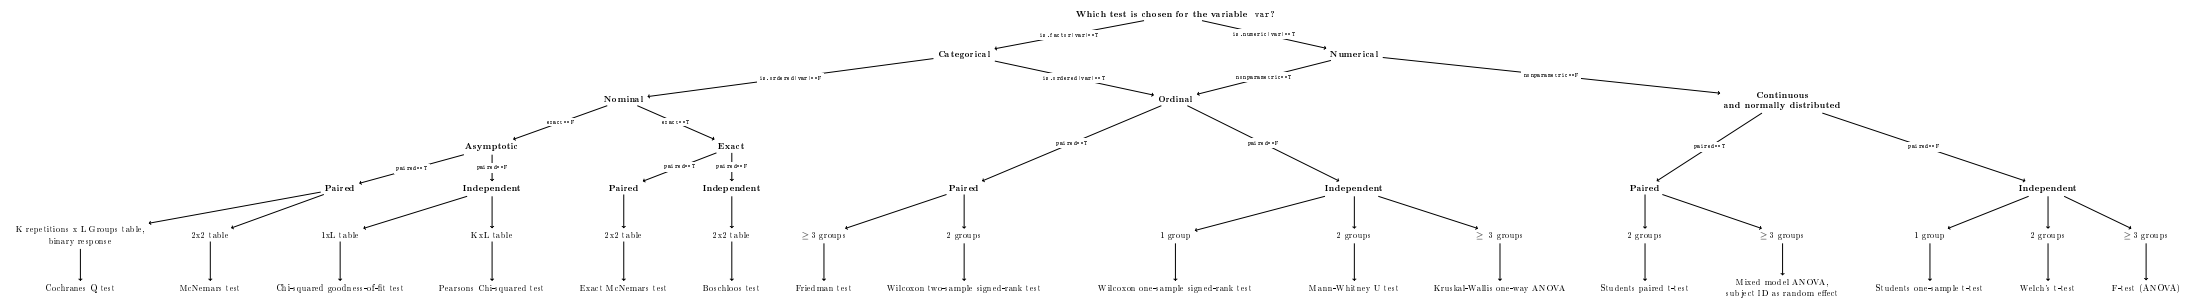 Which test is chosen for the variable var?
is.factor(var)==T
is.numeric(var)==T
Categorical
Numerical
is.ordered(var)==F
is.ordered(var)==T
nonparametric==T
nonparametric==F
Nominal
Ordinal
Continuous
and normally distributed
exact==F
exact==T
Asymptotic
Exact
paired==T
paired==F
paired==T
paired==F
paired==T
paired==F
paired==T
paired==F
Paired
Independent
Paired
Independent
Paired
Independent
Paired
Independent
K repetitions x L Groups table,
binary response
2x2 table
1xL table
KxL table
2x2 table
2x2 table
≥ 3 groups
2 groups
1 group
2 groups
≥ 3 groups
2 groups
≥ 3 groups
1 group
2 groups
≥ 3 groups
Cochranes Q test
McNemars test
Chi-squared goodness-of-fit test
Pearsons Chi-squared test
Exact McNemars test
Boschloos test
Friedman test
Wilcoxon two-sample signed-rank test
Wilcoxon one-sample signed-rank test
Mann-Whitney U test
Kruskal-Wallis one-way ANOVA
Students paired t-test
Mixed model ANOVA,
subject ID as random effect
Students one-sample t-test
Welch's t-test
F-test (ANOVA)